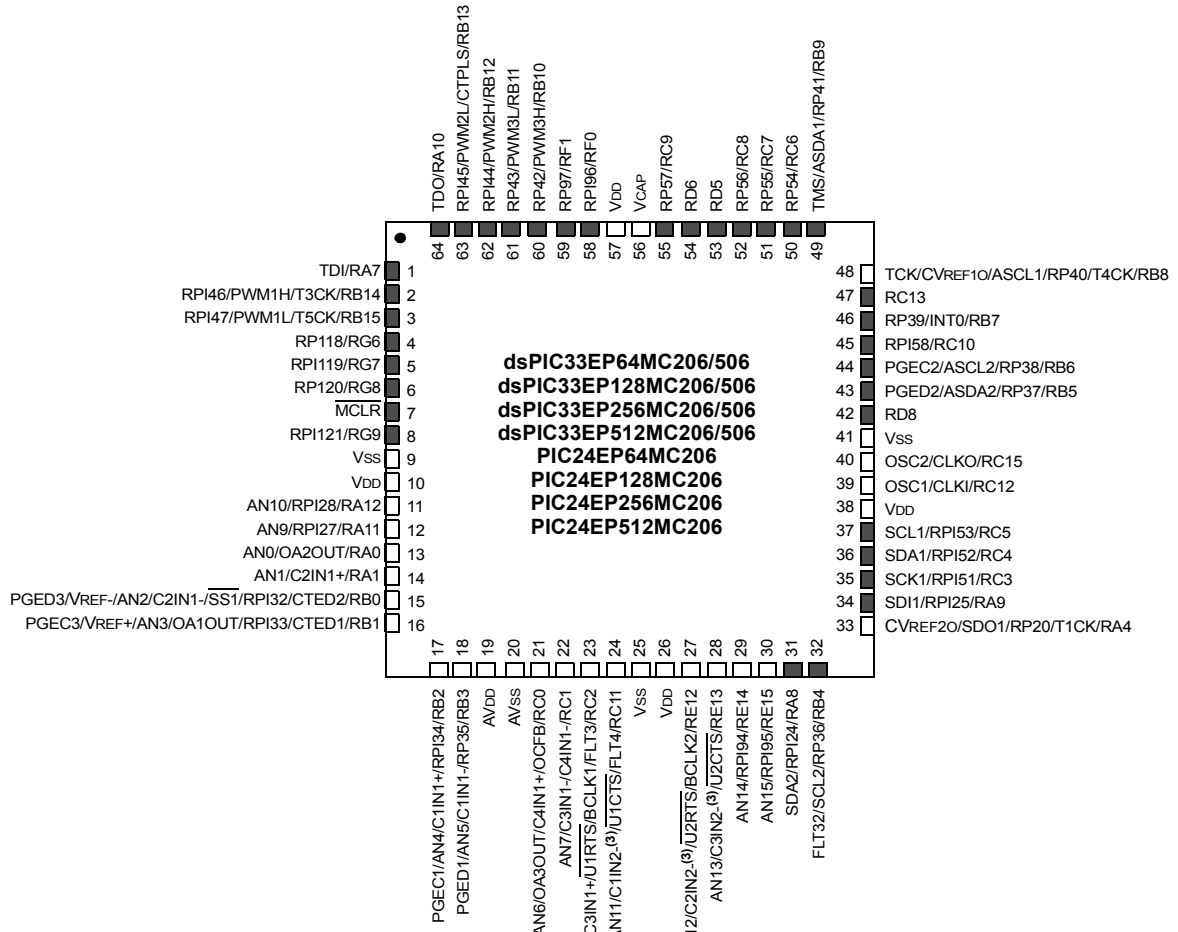 TDO/RA10
RPI45/PWM2L/CTPLS/RB13
RPI44/PWM2H/RB12
RP43/PWM3L/RB11
RP42/PWM3H/RB10
RP97/RF1
RPI96/RF0
VDD
VCAP
RP57/RC9
RD6
RD5
RP56/RC8
RP55/RC7
RP54/RC6
TMS/ASDA1/RP41/RB9
64 63 62 61 60 59 58 57 56 55 54 53 52 51 50 49
TDI/RA7 1
RPI46/PWM1H/T3CK/RB14 2
RPI47/PWM1L/T5CK/RB15 3
RP118/RG6 4
RPI119/RG7 5
RP120/RG8 6
MCLR 7
RPI121/RG9 8
VSS 9
VDD 10
AN10/RPI28/RA12 11
AN9/RPI27/RA11 12
AN0/OA2OUT/RA0 13
AN1/C2IN1+/RA1 14
PGED3/VREF-/AN2/C2IN1-/SS1/RPI32/CTED2/RB0 15
PGEC3/VREF+/AN3/OA1OUT/RPI33/CTED1/RB1 16
dsPIC33EP64MC206/506
dsPIC33EP128MC206/506
dsPIC33EP256MC206/506
dsPIC33EP512MC206/506
PIC24EP64MC206
PIC24EP128MC206
PIC24EP256MC206
PIC24EP512MC206
48 TCK/CVREF1O/ASCL1/RP40/T4CK/RB8
47 RC13
46 RP39/INT0/RB7
45 RPI58/RC10
44 PGEC2/ASCL2/RP38/RB6
43 PGED2/ASDA2/RP37/RB5
42 RD8
41 VSS
40 OSC2/CLKO/RC15
39 OSC1/CLKI/RC12
38 VDD
37 SCL1/RPI53/RC5
36 SDA1/RPI52/RC4
35 SCK1/RPI51/RC3
34 SDI1/RPI25/RA9
33 CVREF2O/SDO1/RP20/T1CK/RA4
17 18 19 20 21 22 23 24 25 26 27 28 29 30 31 32
PGEC1/AN4/C1IN1+/RPI34/RB2
PGED1/AN5/C1IN1-/RP35/RB3
AVDD
AVSS
AN6/OA3OUT/C4IN1+/OCFB/RC0
AN7/C3IN1-/C4IN1-/RC1
C3IN1+/U1RTS/BCLK1/FLT3/RC2
AN11/C1IN2-(3)/U1CTS/FLT4/RC11
VSS
VDD
2/C2IN2-(3)/U2RTS/BCLK2/RE12
AN13/C3IN2-(3)/U2CTS/RE13
AN14/RPI94/RE14
AN15/RPI95/RE15
SDA2/RPI24/RA8
FLT32/SCL2/RP36/RB4